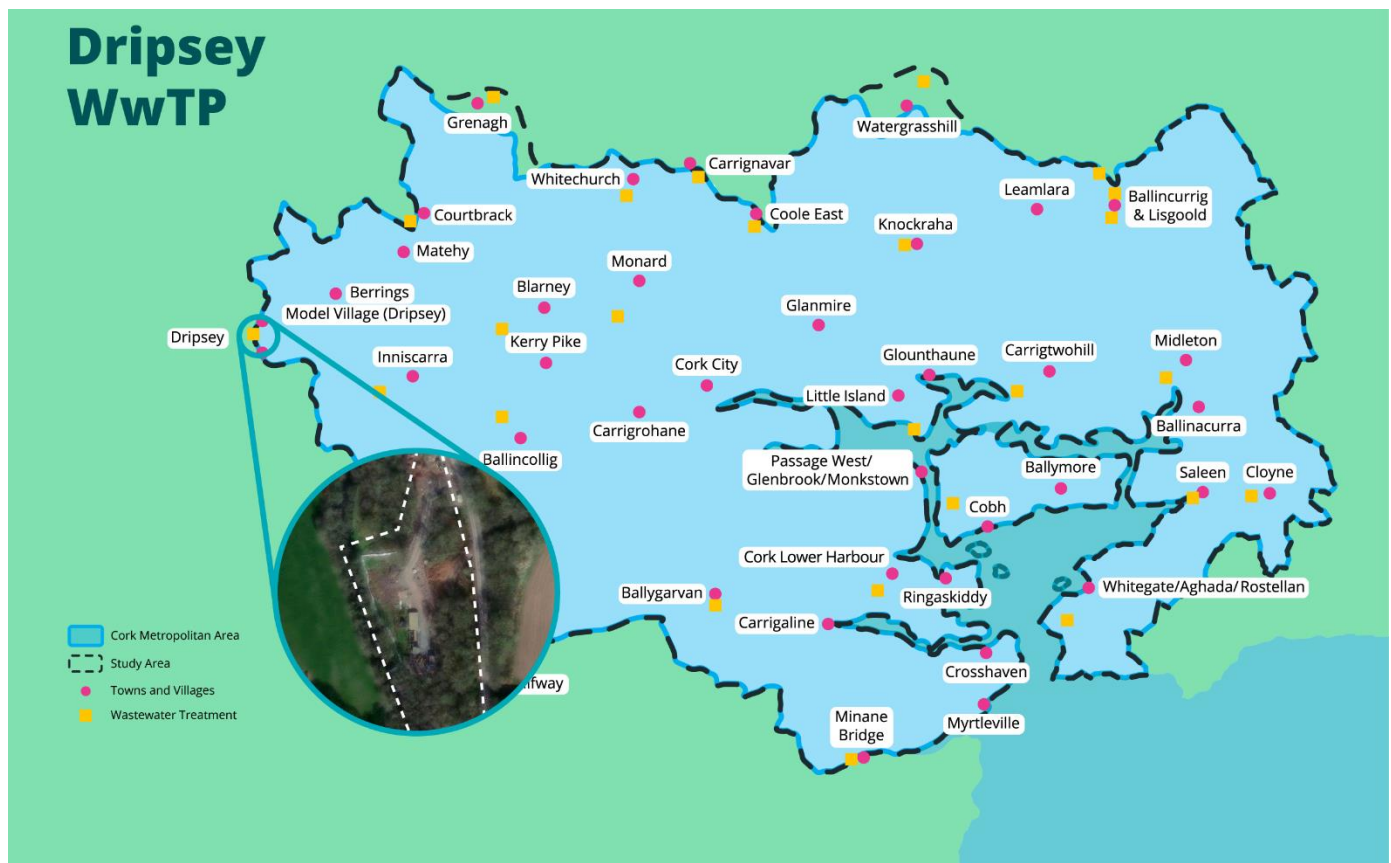 Dripsey
WwTP
Grenagh
Watergrasshill
Carrignavar
Whitechurch
Leamlara
Ballincurrig
& Lisgoold
Courtbrack
Coole East
Knockraha
Matehy
Monard
Berrings
Blarney
Glanmire
Model Village (Dripsey)
Dripsey
Kerry Pike
Inniscarra
Cork City
Glounthaune
Carrigtwohill
Midleton
Little Island
Carrigrohane
Ballinacurra
Ballincollig
Passage West/
Glenbrook/Monkstown
Ballymore
Saleen
Cloyne
Cobh
Cork Lower Harbour
Ringaskiddy
Whitegate/Aghada/Rostellan
Ballygarvan
Carrigaline
Crosshaven
Cork Metropolitan Area
Study Area
Towns and Villages
Wastewater Treatment
lfway
Minane
Bridge
Myrtleville